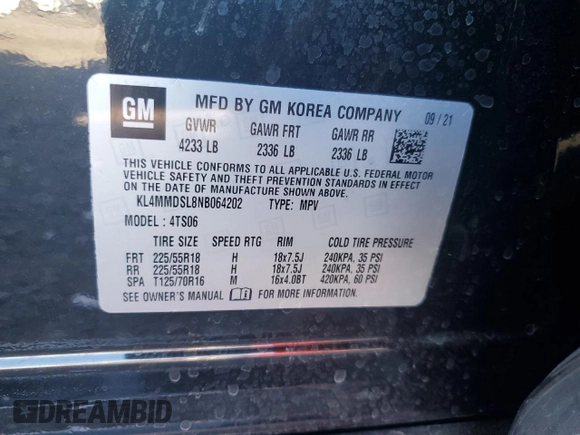 GM
MFD BY GM KOREA COMPANY 09/21
GVWR GAWR FRT GAWR RR
4233 LB 2336 LB 2336 LB
THIS VEHICLE CONFORMS TO ALL APPLICABLE U.S. FEDERAL MOTOR
VEHICLE SAFETY AND THEFT PREVENTION STANDARDS IN EFFECT
ON THE DATE OF MANUFACTURE SHOWN ABOVE.
KL4MMDSL8NB064202 TYPE: MPV
MODEL : 4TS06
TIRE SIZE SPEED RTG RIM COLD TIRE PRESSURE
FRT 225/55R18 H 18x7.5J 240KPA, 35 PSI
RR 225/55R18 H 18x7.5J 240KPA, 35 PSI
SPA T125/70R16 M 16x4.0BT 420KPA, 60 PSI
SEE OWNER'S MANUAL FOR MORE INFORMATION
DREAMBID